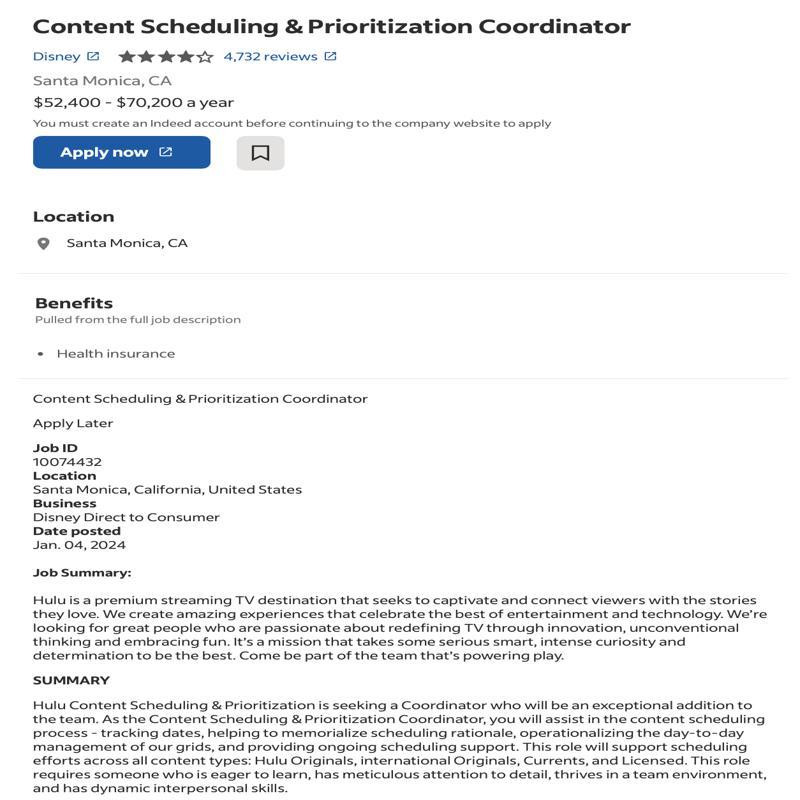 Content Scheduling & Prioritization Coordinator
Disney 4,732 reviews
Santa Monica, CA
$52,400 - $70,200 a year
You must create an Indeed account before continuing to the company website to apply
Apply now
Location
Santa Monica, CA
Benefits
Pulled from the full job description
• Health insurance
Content Scheduling & Prioritization Coordinator
Apply Later
Job ID
10074432
Location
Santa Monica, California, United States
Business
Disney Direct to Consumer
Date posted
Jan. 04, 2024
Job Summary:
Hulu is a premium streaming TV destination that seeks to captivate and connect viewers with the stories
they love. We create amazing experiences that celebrate the best of entertainment and technology. We're
looking for great people who are passionate about redefining TV through innovation, unconventional
thinking and embracing fun. It's a mission that takes some serious smart, intense curiosity and
determination to be the best. Come be part of the team that's powering play.
SUMMARY
Hulu Content Scheduling & Prioritization is seeking a Coordinator who will be an exceptional addition to
the team. As the Content Scheduling & Prioritization Coordinator, you will assist in the content scheduling
process - tracking dates, helping to memorialize scheduling rationale, operationalizing the day-to-day
management of our grids, and providing ongoing scheduling support. This role will support scheduling
efforts across all content types: Hulu Originals, international Originals, Currents, and Licensed. This role
requires someone who is eager to learn, has meticulous attention to detail, thrives in a team environment,
and has dynamic interpersonal skills.